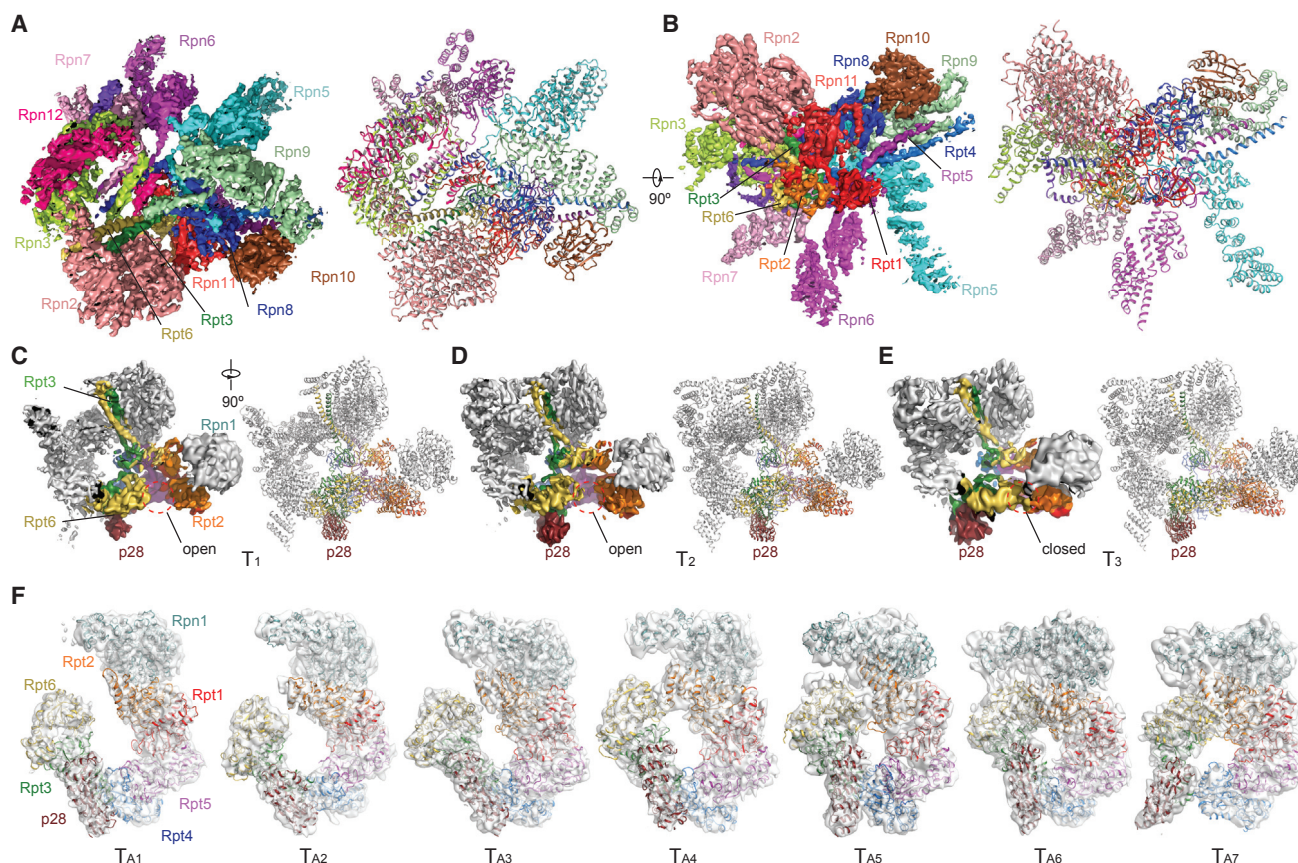 A
Rpn7
Rpn6
Rpn12
Rpn5
Rpn9
Rpn3
Rpn2
Rpn11
Rpn10
Rpt3
Rpn8
Rpt6
90º
B
Rpn2
Rpn8
Rpn10
Rpn11
Rpn9
Rpn3
Rpt4
Rpt5
Rpt3
Rpt6
Rpn7
Rpt2
Rpt1
Rpn5
Rpn6
C
Rpt3
90º
Rpn1
Rpt6
Rpt2
open
p28
T1
D
open
p28
p28
T2
E
closed
p28
p28
T3
p28
F
Rpn1
Rpt2
Rpt6
Rpt1
Rpt3
Rpt5
p28
Rpt4
TA1
TA2
TA3
TA4
TA5
TA6
TA7